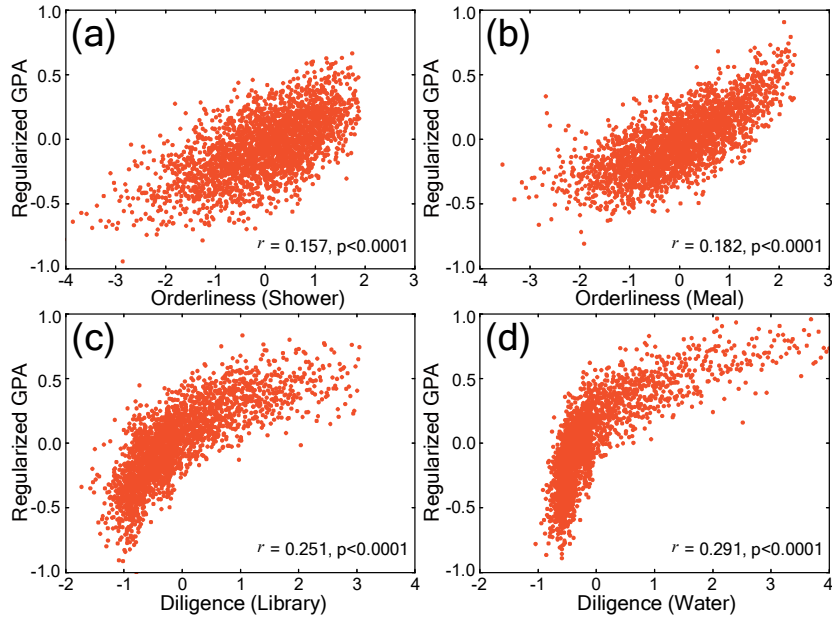 (a)
Regularized GPA
1.0
0.5
0.0
-0.5
-1.0
r = 0.157, p<0.0001
-4 -3 -2 -1 0 1 2 3
Orderliness (Shower)
(b)
Regularized GPA
1.0
0.5
0.0
-0.5
-1.0
r = 0.182, p<0.0001
-4 -3 -2 -1 0 1 2 3
Orderliness (Meal)
(c)
Regularized GPA
1.0
0.5
0.0
-0.5
-1.0
r = 0.251, p<0.0001
-2 -1 0 1 2 3 4
Diligence (Library)
(d)
Regularized GPA
1.0
0.5
0.0
-0.5
-1.0
r = 0.291, p<0.0001
-2 -1 0 1 2 3 4
Diligence (Water)